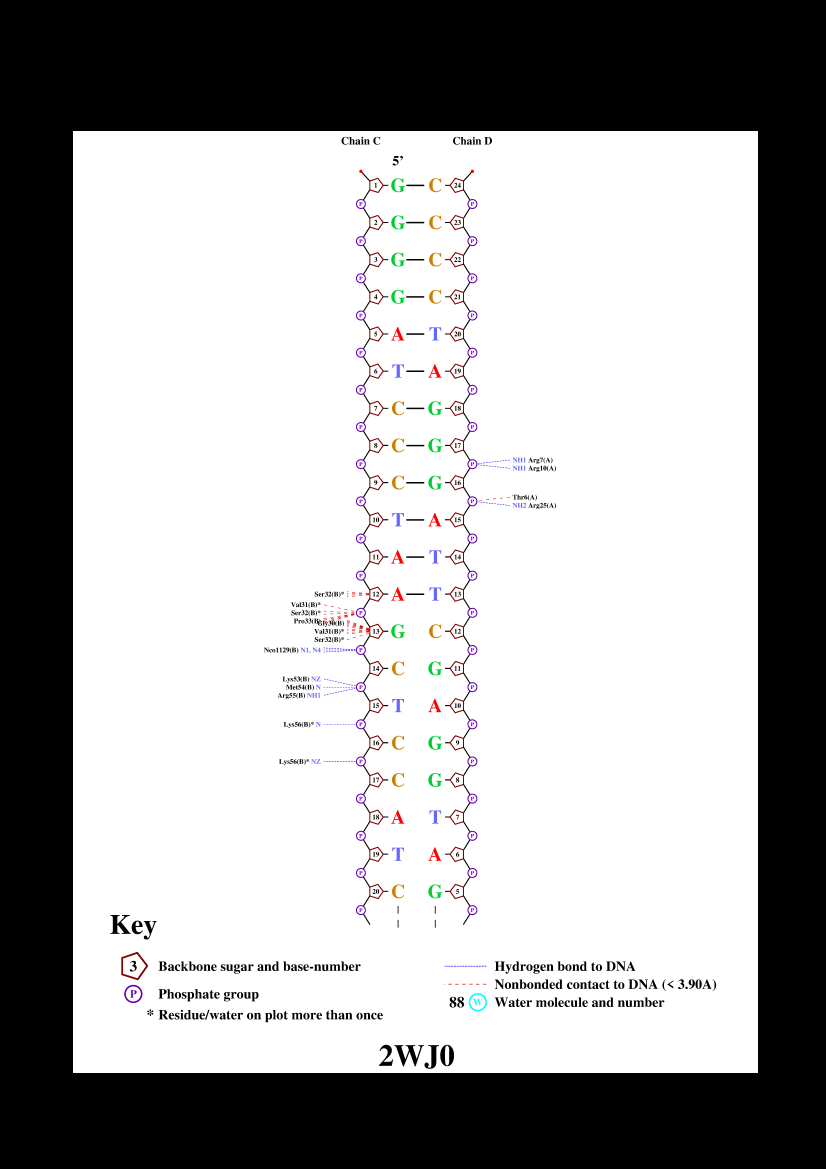 Chain C Chain D
5’
1 G C 24
P P
2 G C 23
P P
3 G C 22
P P
4 G C 21
P P
5 A T 20
P P
6 T A 19
P P
7 C G 18
P P
8 C G 17
NH1 Arg7(A)
P P
NH1 Arg10(A)
9 C G 16
Thr6(A)
P P
NH2 Arg25(A)
10 T A 15
P P
11 A T 14
P P
Ser32(B)* 12 A T 13
Val31(B)*
Ser32(B)* P P
Pro33(B)
Gly30(B)
Val31(B)* 13 G C 12
Ser32(B)*
Nco1129(B) N1, N4 P P
14 C G 11
Lys53(B) NZ
Met54(B) N P P
Arg55(B) NH1
15 T A 10
Lys56(B)* N P P
16 C G 9
Lys56(B)* NZ P P
17 C G 8
P P
18 A T 7
P P
19 T A 6
P P
20 C G 5
P P
Key
3 Backbone sugar and base-number
P Phosphate group
* Residue/water on plot more than once
Hydrogen bond to DNA
Nonbonded contact to DNA (< 3.90A)
88 W Water molecule and number
2WJ0